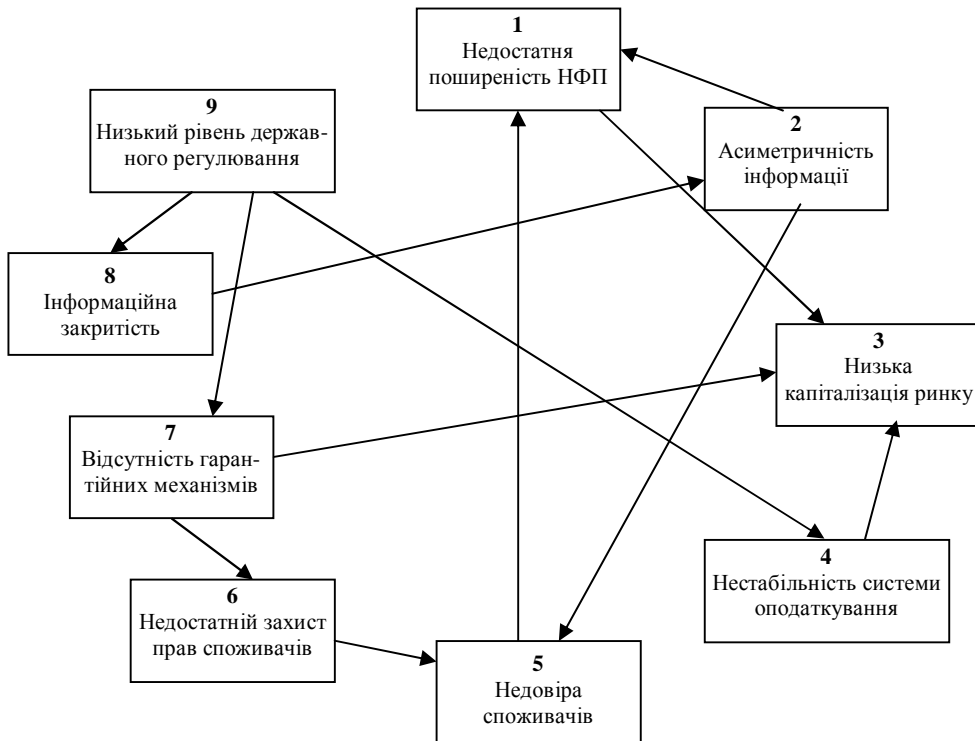 1
Недостатня
поширеність НФП
2
Асиметричність
інформації
3
Низька
капіталізація ринку
4
Нестабільність системи
оподаткування
5
Недовіра
споживачів
6
Недостатній захист
прав споживачів
7
Відсутність гаран-
тійних механізмів
8
Інформаційна
закритість
9
Низький рівень держав-
ного регулювання